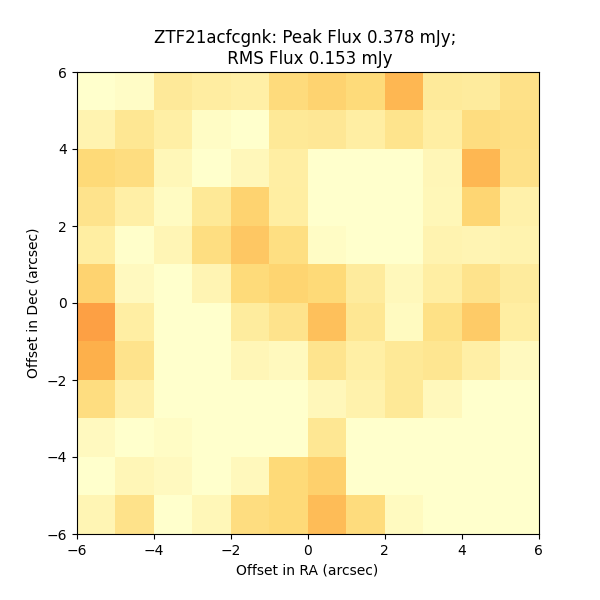 ZTF21acfcgnk: Peak Flux 0.378 mJy;
RMS Flux 0.153 mJy
6
4
2
0
−2
−4
−6
Offset in Dec (arcsec)
−6 −4 −2 0 2 4 6
Offset in RA (arcsec)